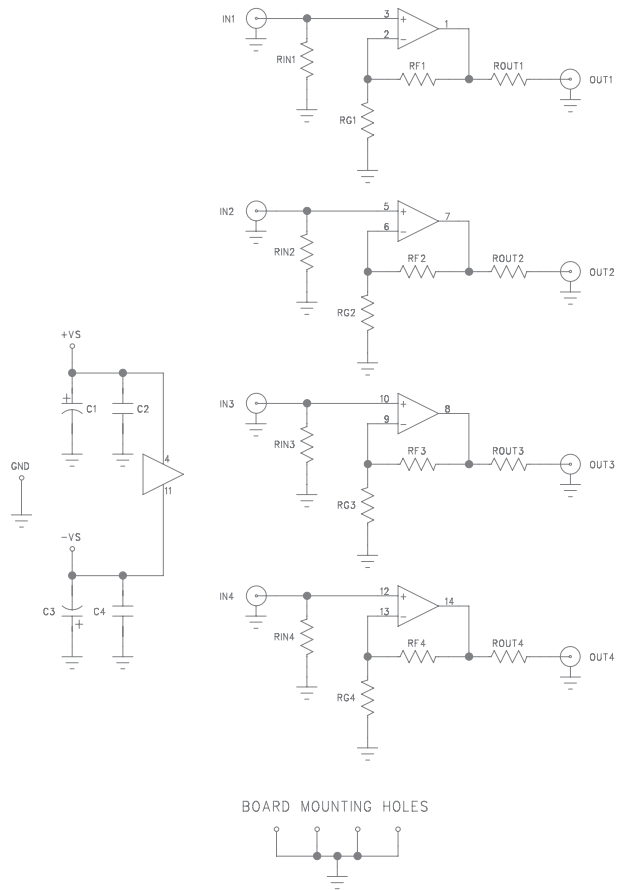 IN1
3
+
1
2
−
RIN1
RF1
ROUT1
OUT1
RG1
IN2
5
+
7
6
−
RIN2
RF2
ROUT2
OUT2
RG2
+VS
+
C1
C2
4
11
GND
−VS
C3
C4
+
IN3
10
+
8
9
−
RIN3
RF3
ROUT3
OUT3
RG3
IN4
12
+
14
13
−
RIN4
RF4
ROUT4
OUT4
RG4
BOARD MOUNTING HOLES